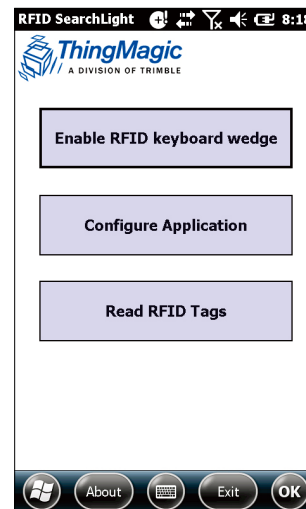 RFID SearchLight 8:18
ThingMagic
A DIVISION OF TRIMBLE
Enable RFID keyboard wedge
Configure Application
Read RFID Tags
About Exit OK